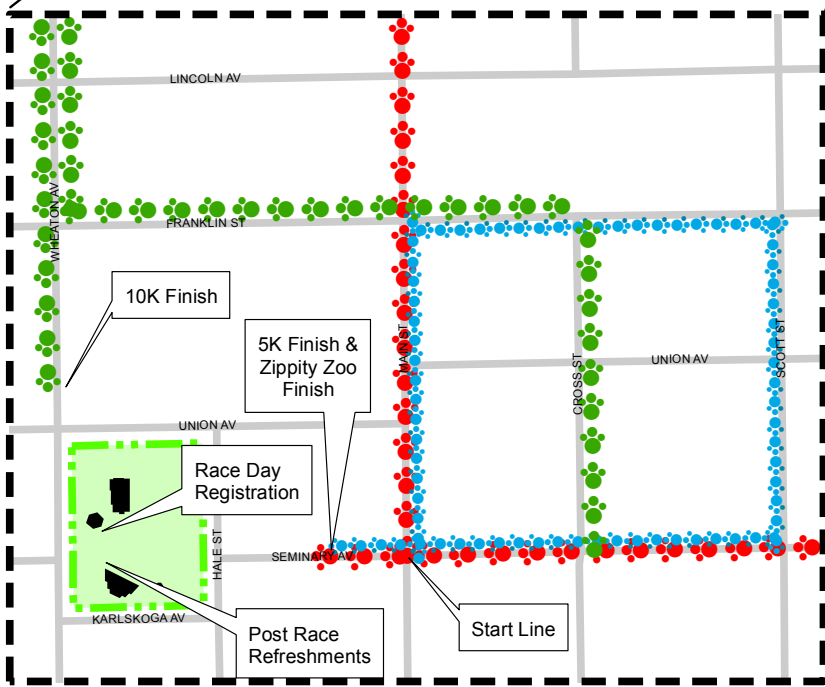 LINCOLN AV
WHEATON AV
FRANKLIN ST
10K Finish
5K Finish &
Zippity Zoo
Finish
MAIN ST
CROSS ST
UNION AV
SCOTT ST
UNION AV
Race Day
Registration
HALE ST
SEMINARY AV
KARLSKOGA AV
Post Race
Refreshments
Start Line